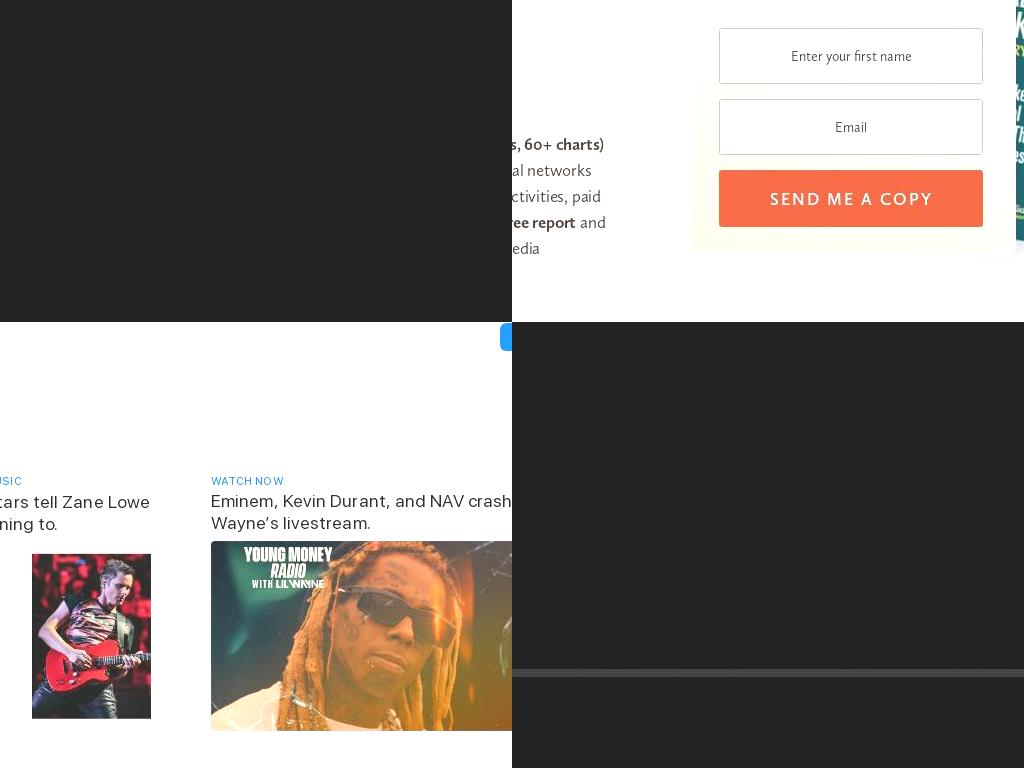 Enter your first name
Email
s, 60+ charts)
al networks
ctivities, paid
ree report and
edia
SEND ME A COPY
USIC
tars tell Zane Lowe
ning to.
WATCH NOW
Eminem, Kevin Durant, and NAV crash
Wayne's livestream.
YOUNG MONEY
RADIO
WITH LIL WAYNE